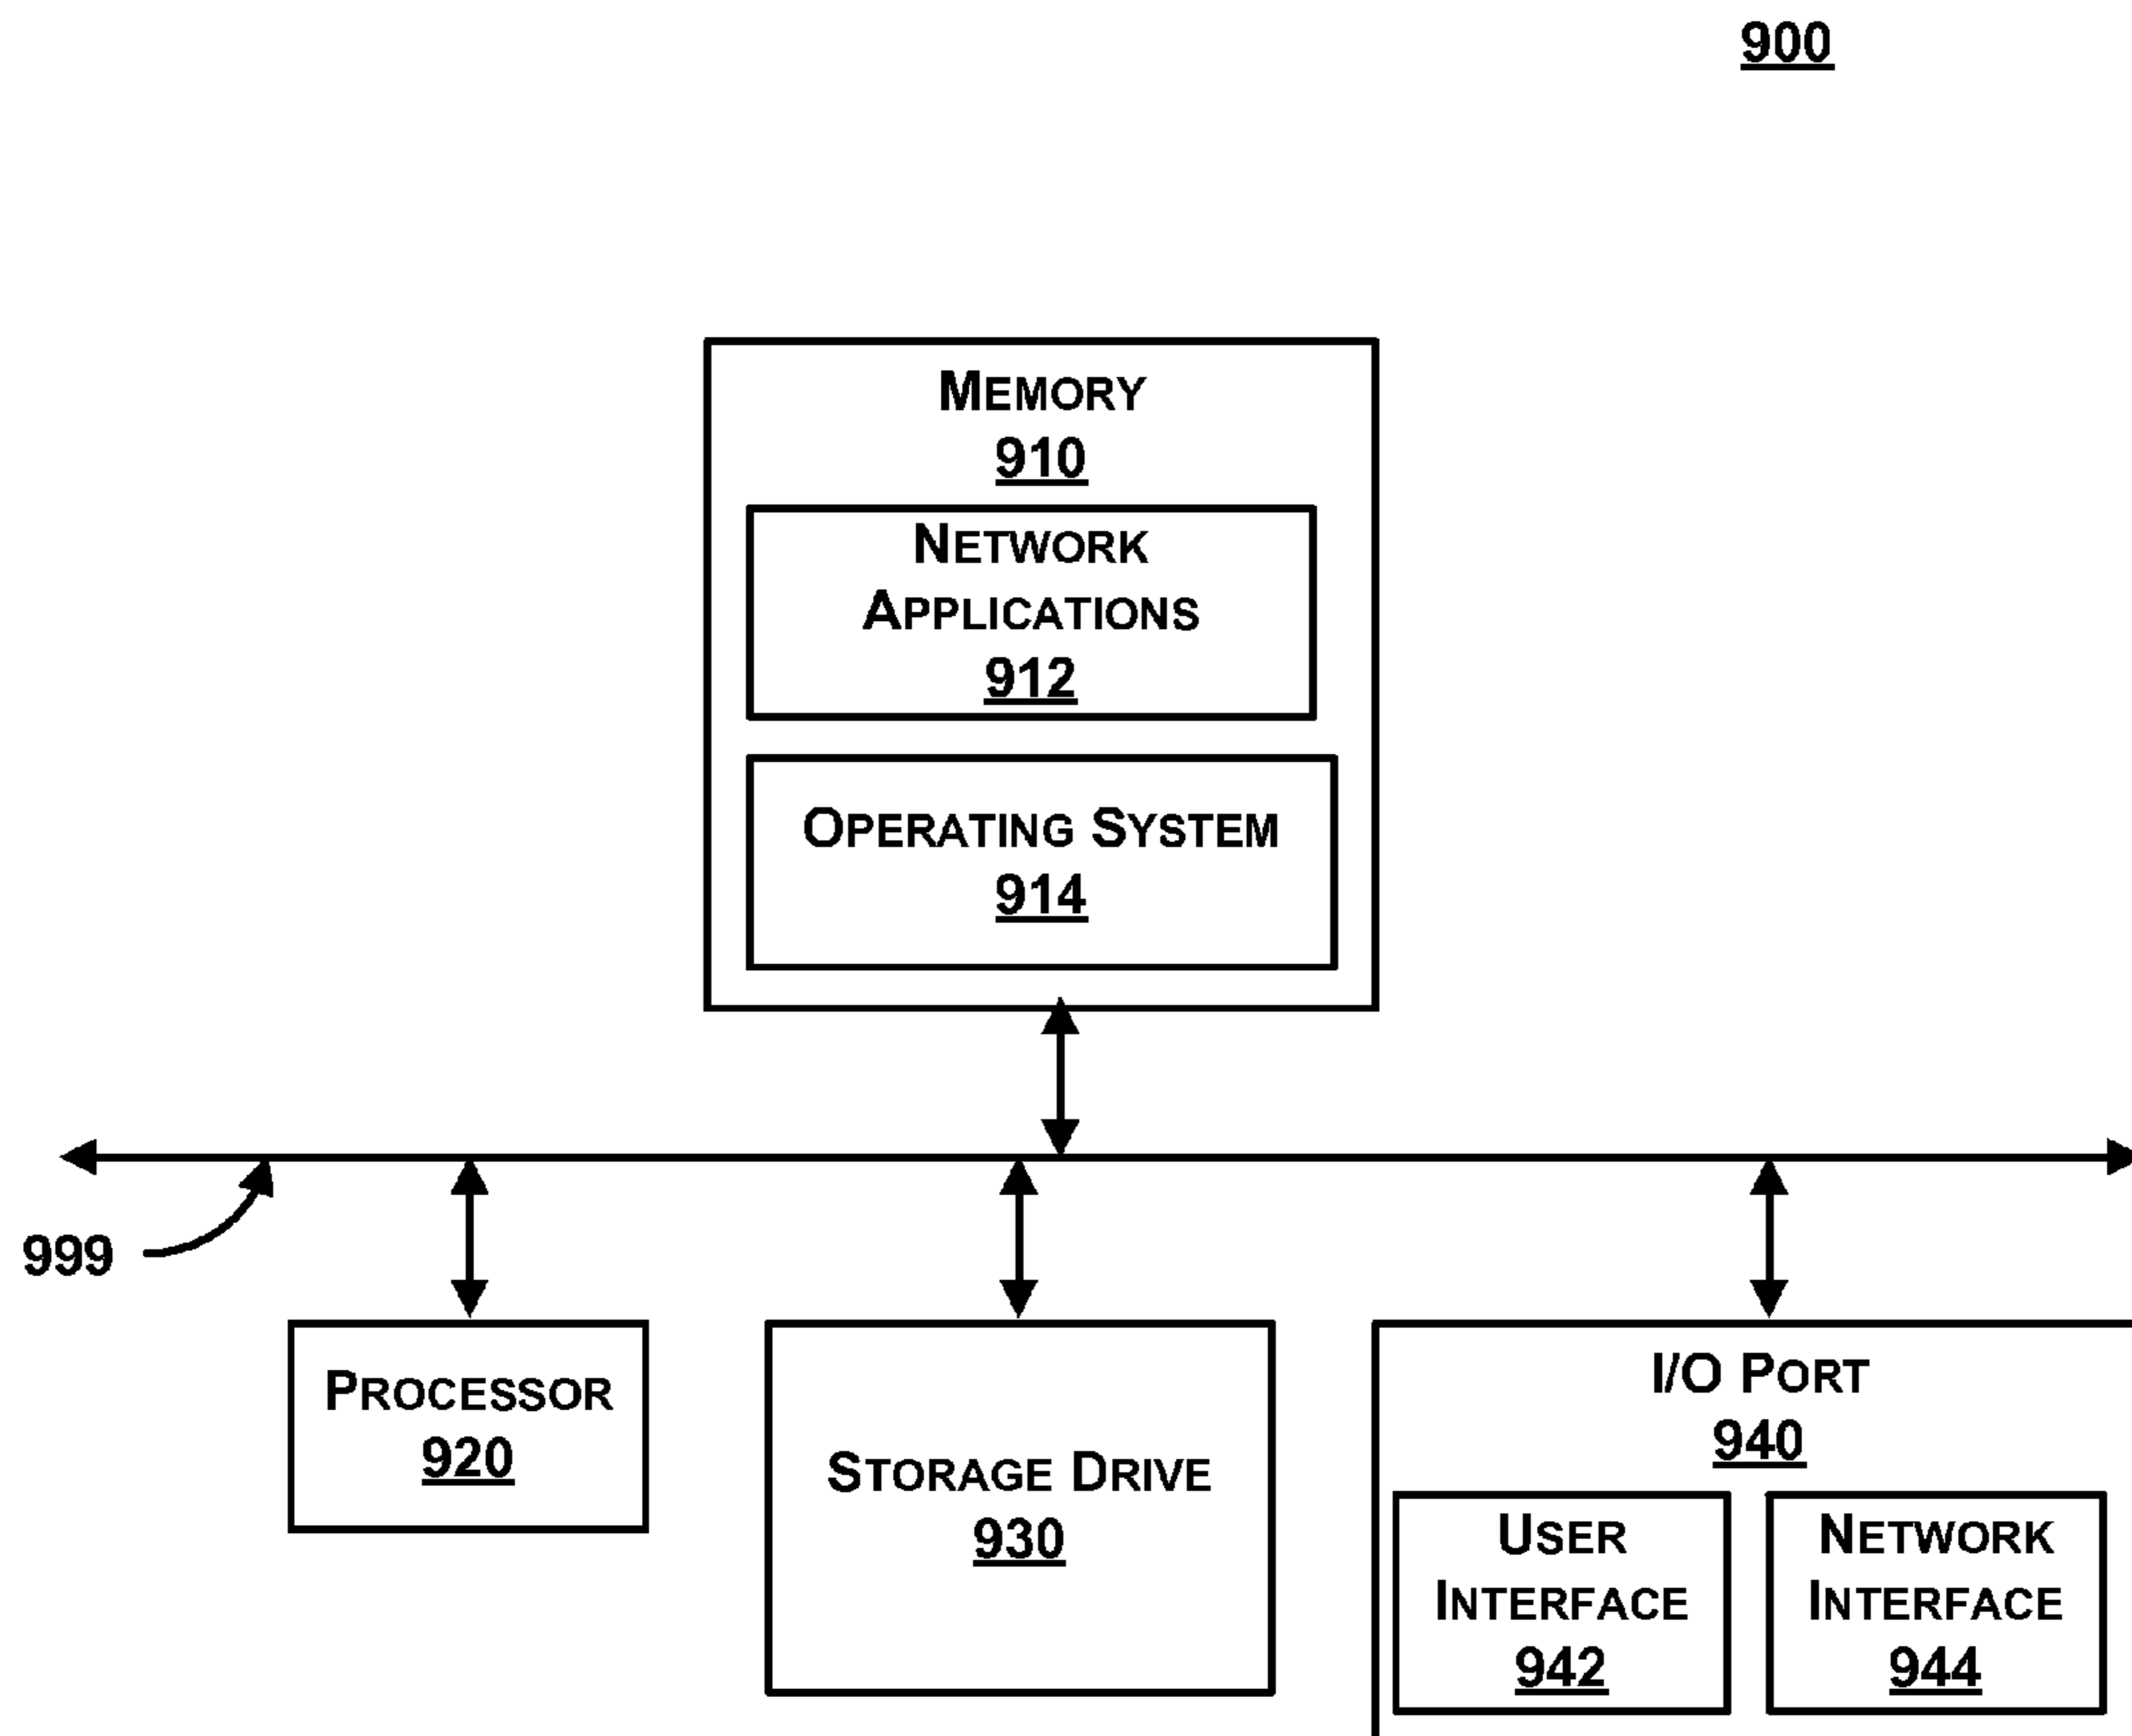 900
MEMORY
910
NETWORK
APPLICATIONS
912
OPERATING SYSTEM
914
999
PROCESSOR
920
STORAGE DRIVE
930
I/O PORT
940
USER
INTERFACE
942
NETWORK
INTERFACE
944